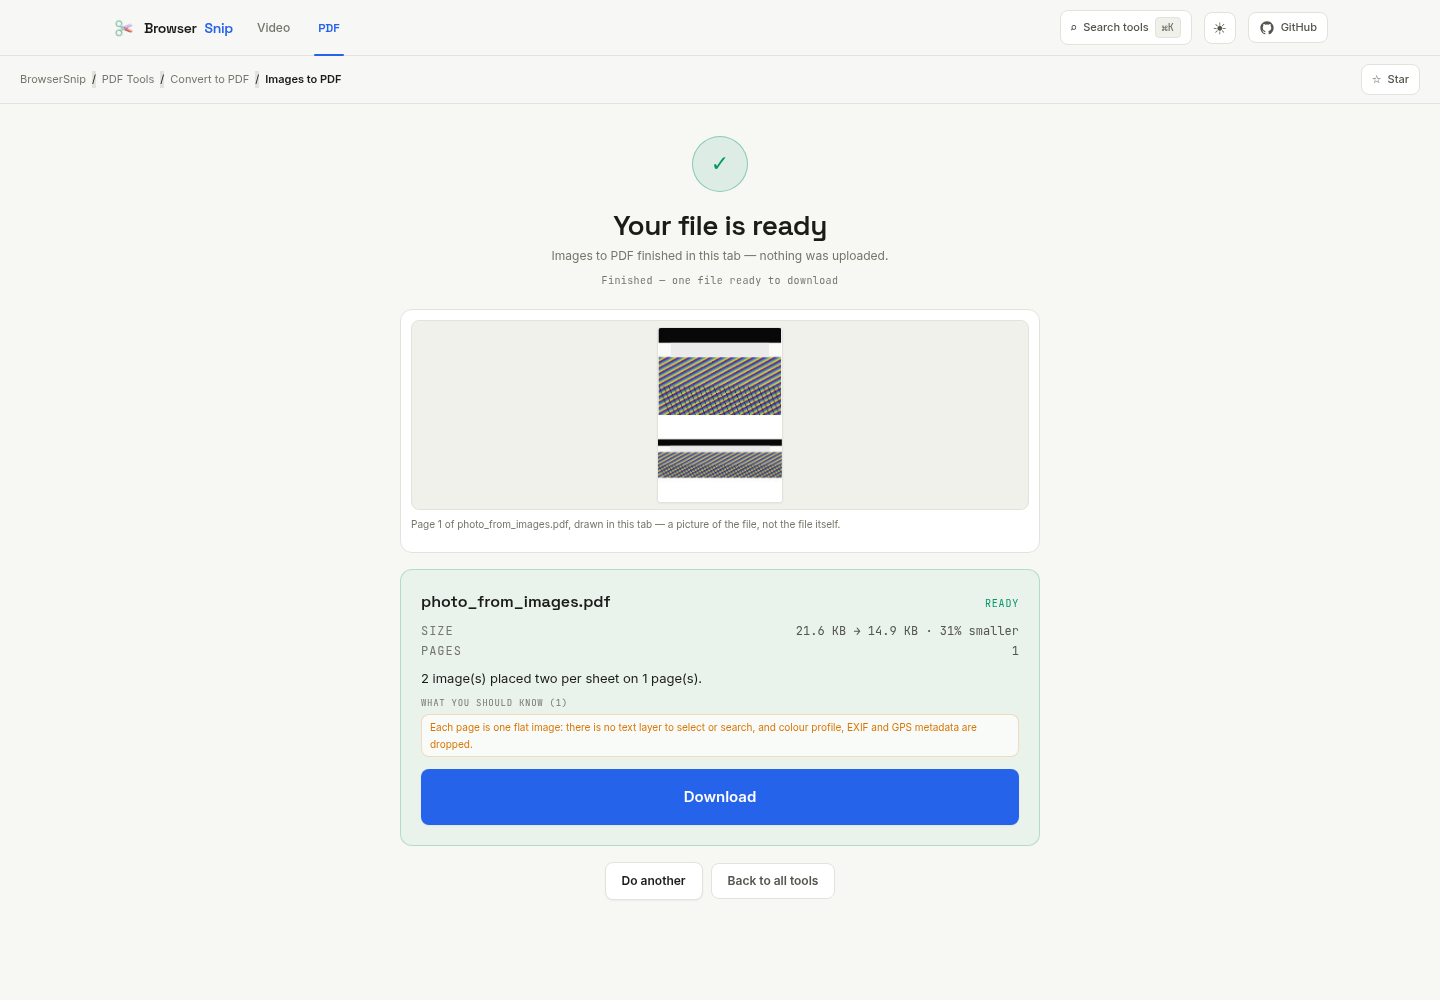 Browser Snip
Video
PDF
Search tools ⌘K
GitHub
BrowserSnip / PDF Tools / Convert to PDF / Images to PDF
☆ Star
✓
Your file is ready
Images to PDF finished in this tab — nothing was uploaded.
Finished — one file ready to download
Page 1 of photo_from_images.pdf, drawn in this tab — a picture of the file, not the file itself.
photo_from_images.pdf
READY
SIZE
21.6 KB → 14.9 KB · 31% smaller
PAGES
1
2 image(s) placed two per sheet on 1 page(s).
WHAT YOU SHOULD KNOW (1)
Each page is one flat image: there is no text layer to select or search, and colour profile, EXIF and GPS metadata are
dropped.
Download
Do another
Back to all tools